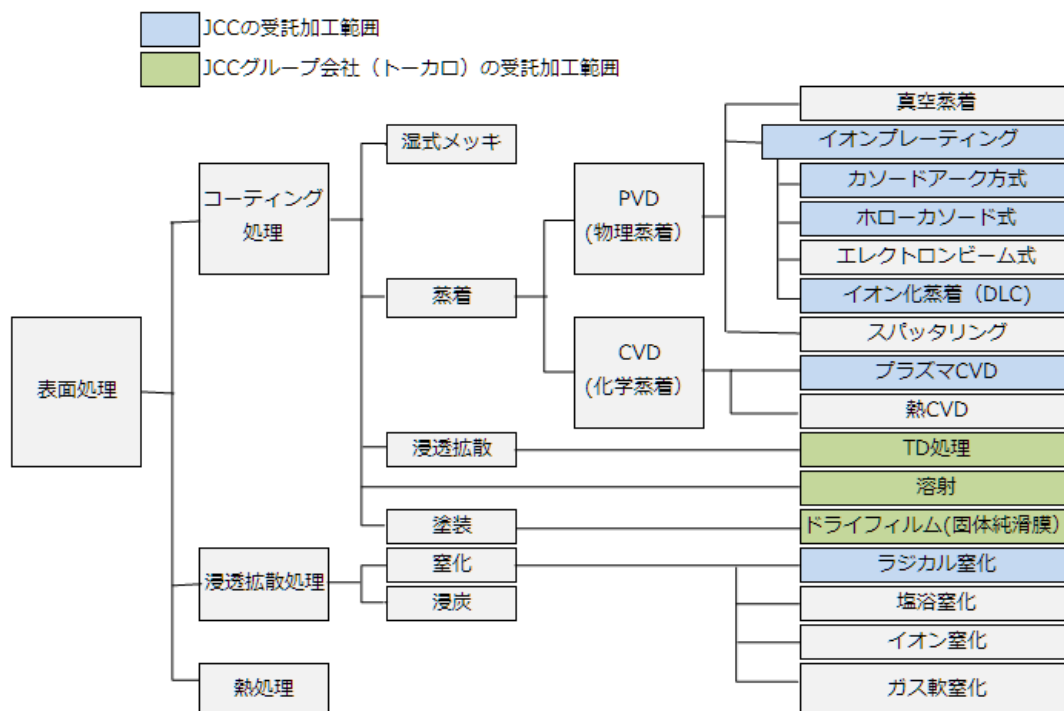 JCCの受託加工範囲
JCCグループ会社（トーカロ）の受託加工範囲
表面処理
コーティング
処理
湿式メッキ
蒸着
PVD
(物理蒸着）
真空蒸着
イオンプレーティング
カソードアーク方式
ホローカソード式
エレクトロンビーム式
イオン化蒸着（DLC)
スパッタリング
CVD
(化学蒸着）
プラズマCVD
熱CVD
浸透拡散
TD処理
溶射
塗装
ドライフィルム(固体純滑膜）
浸透拡散処理
窒化
ラジカル窒化
塩浴窒化
イオン窒化
ガス軟窒化
浸炭
熱処理